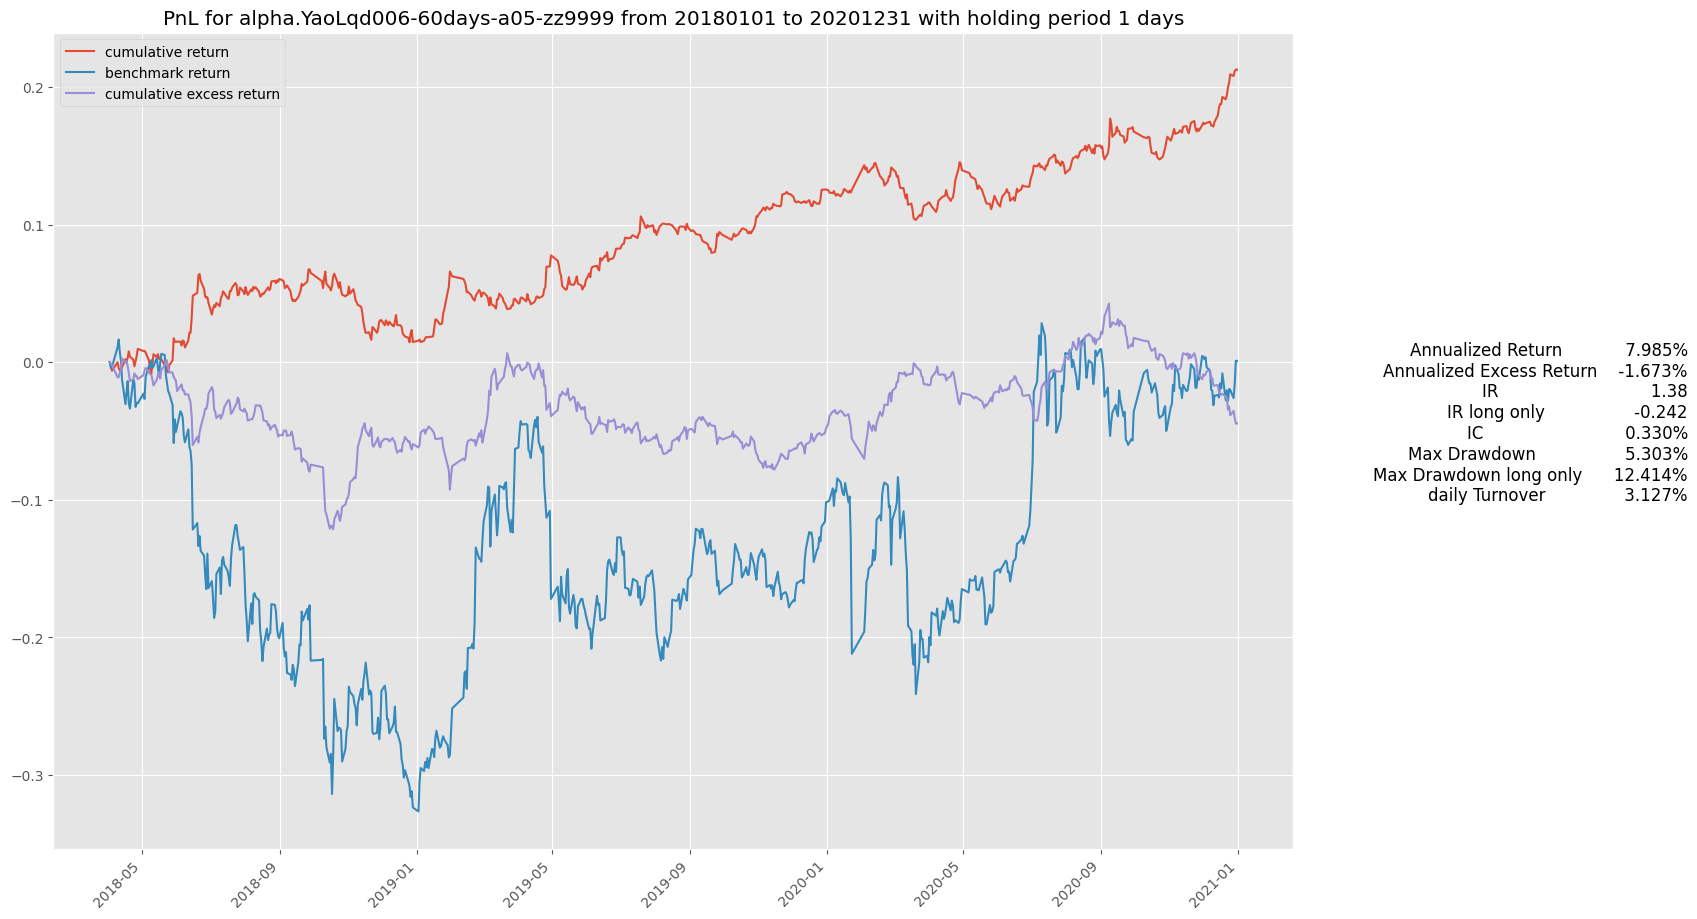 PnL for alpha.YaoLqd006-60days-a05-zz9999 from 20180101 to 20201231 with holding period 1 days
cumulative return
benchmark return
cumulative excess return
0.2
0.1
0.0
−0.1
−0.2
−0.3
2018-05
2018-09
2019-01
2019-05
2019-09
2020-01
2020-05
2020-09
2021-01
Annualized Return 7.985%
Annualized Excess Return -1.673%
IR 1.38
IR long only -0.242
IC 0.330%
Max Drawdown 5.303%
Max Drawdown long only 12.414%
daily Turnover 3.127%